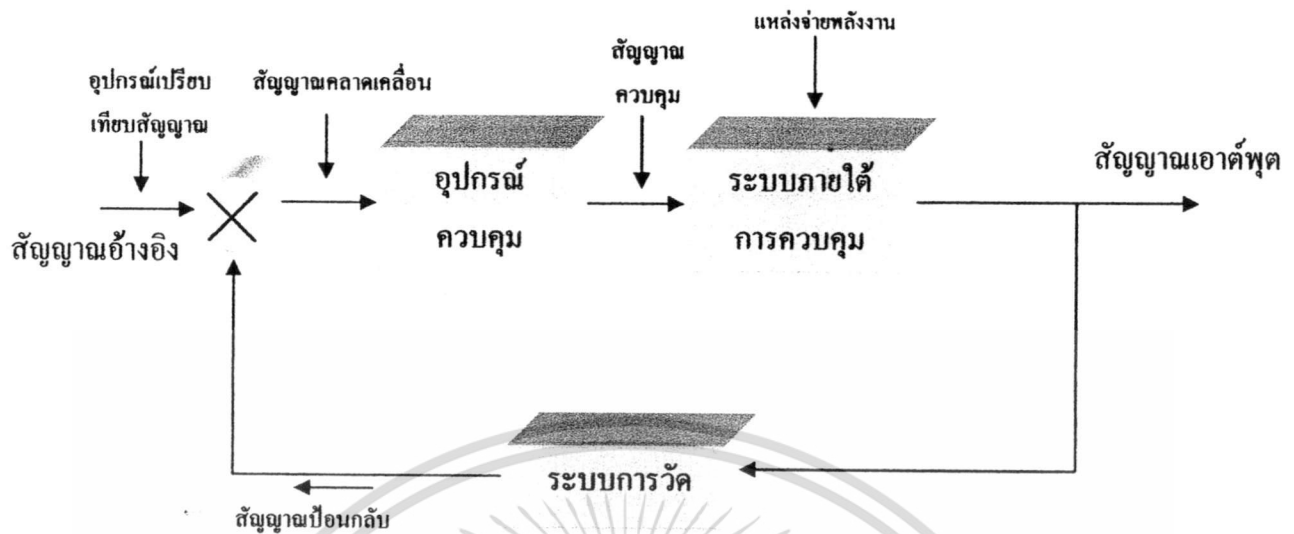 แหล่งจ่ายพลังงาน
สัญญาณ
ควบคุม
อุปกรณ์เปรียบ
เทียบสัญญาณ
สัญญาณคลาดเคลื่อน
สัญญาณอ้างอิง
อุปกรณ์
ควบคุม
ระบบภายใต้
การควบคุม
สัญญาณเอาต์พุต
ระบบการวัด
สัญญาณป้อนกลับ